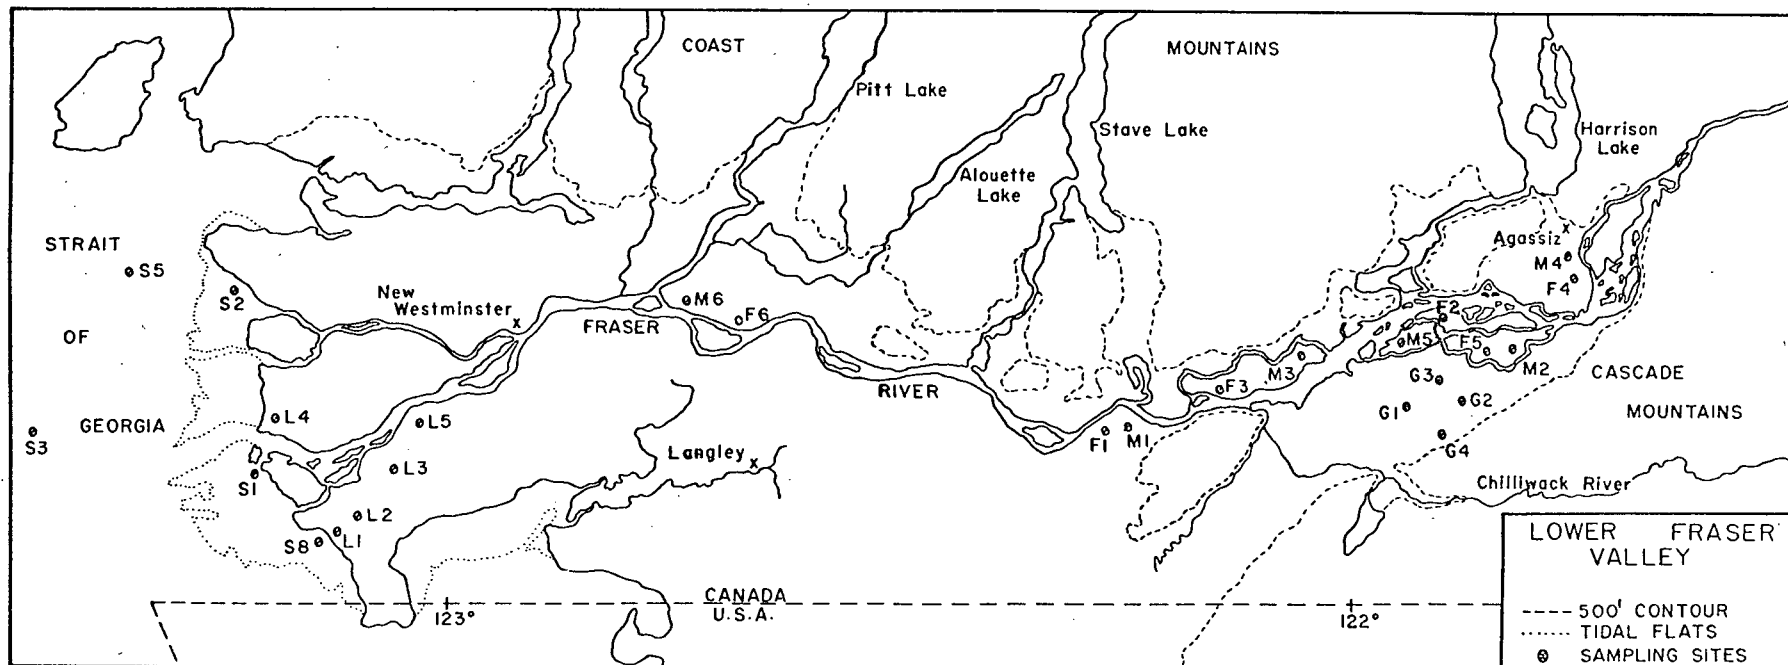 COAST
MOUNTAINS
Pitt Lake
Stave Lake
Harrison
Lake
Alouette
Lake
STRAIT
S5
S2
OF
GEORGIA
S3
New
Westminster
FRASER
M6
F6
RIVER
Agassiz
M4
F4
F2
M5
F5
M2
M3
F3
G3
G1
G2
G4
CASCADE
MOUNTAINS
L4
L5
L3
S1
L2
L1
S8
Langley
F1
M1
Chilliwack River
CANADA
U.S.A.
123°
122°
LOWER FRASER
VALLEY
500' CONTOUR
TIDAL FLATS
SAMPLING SITES